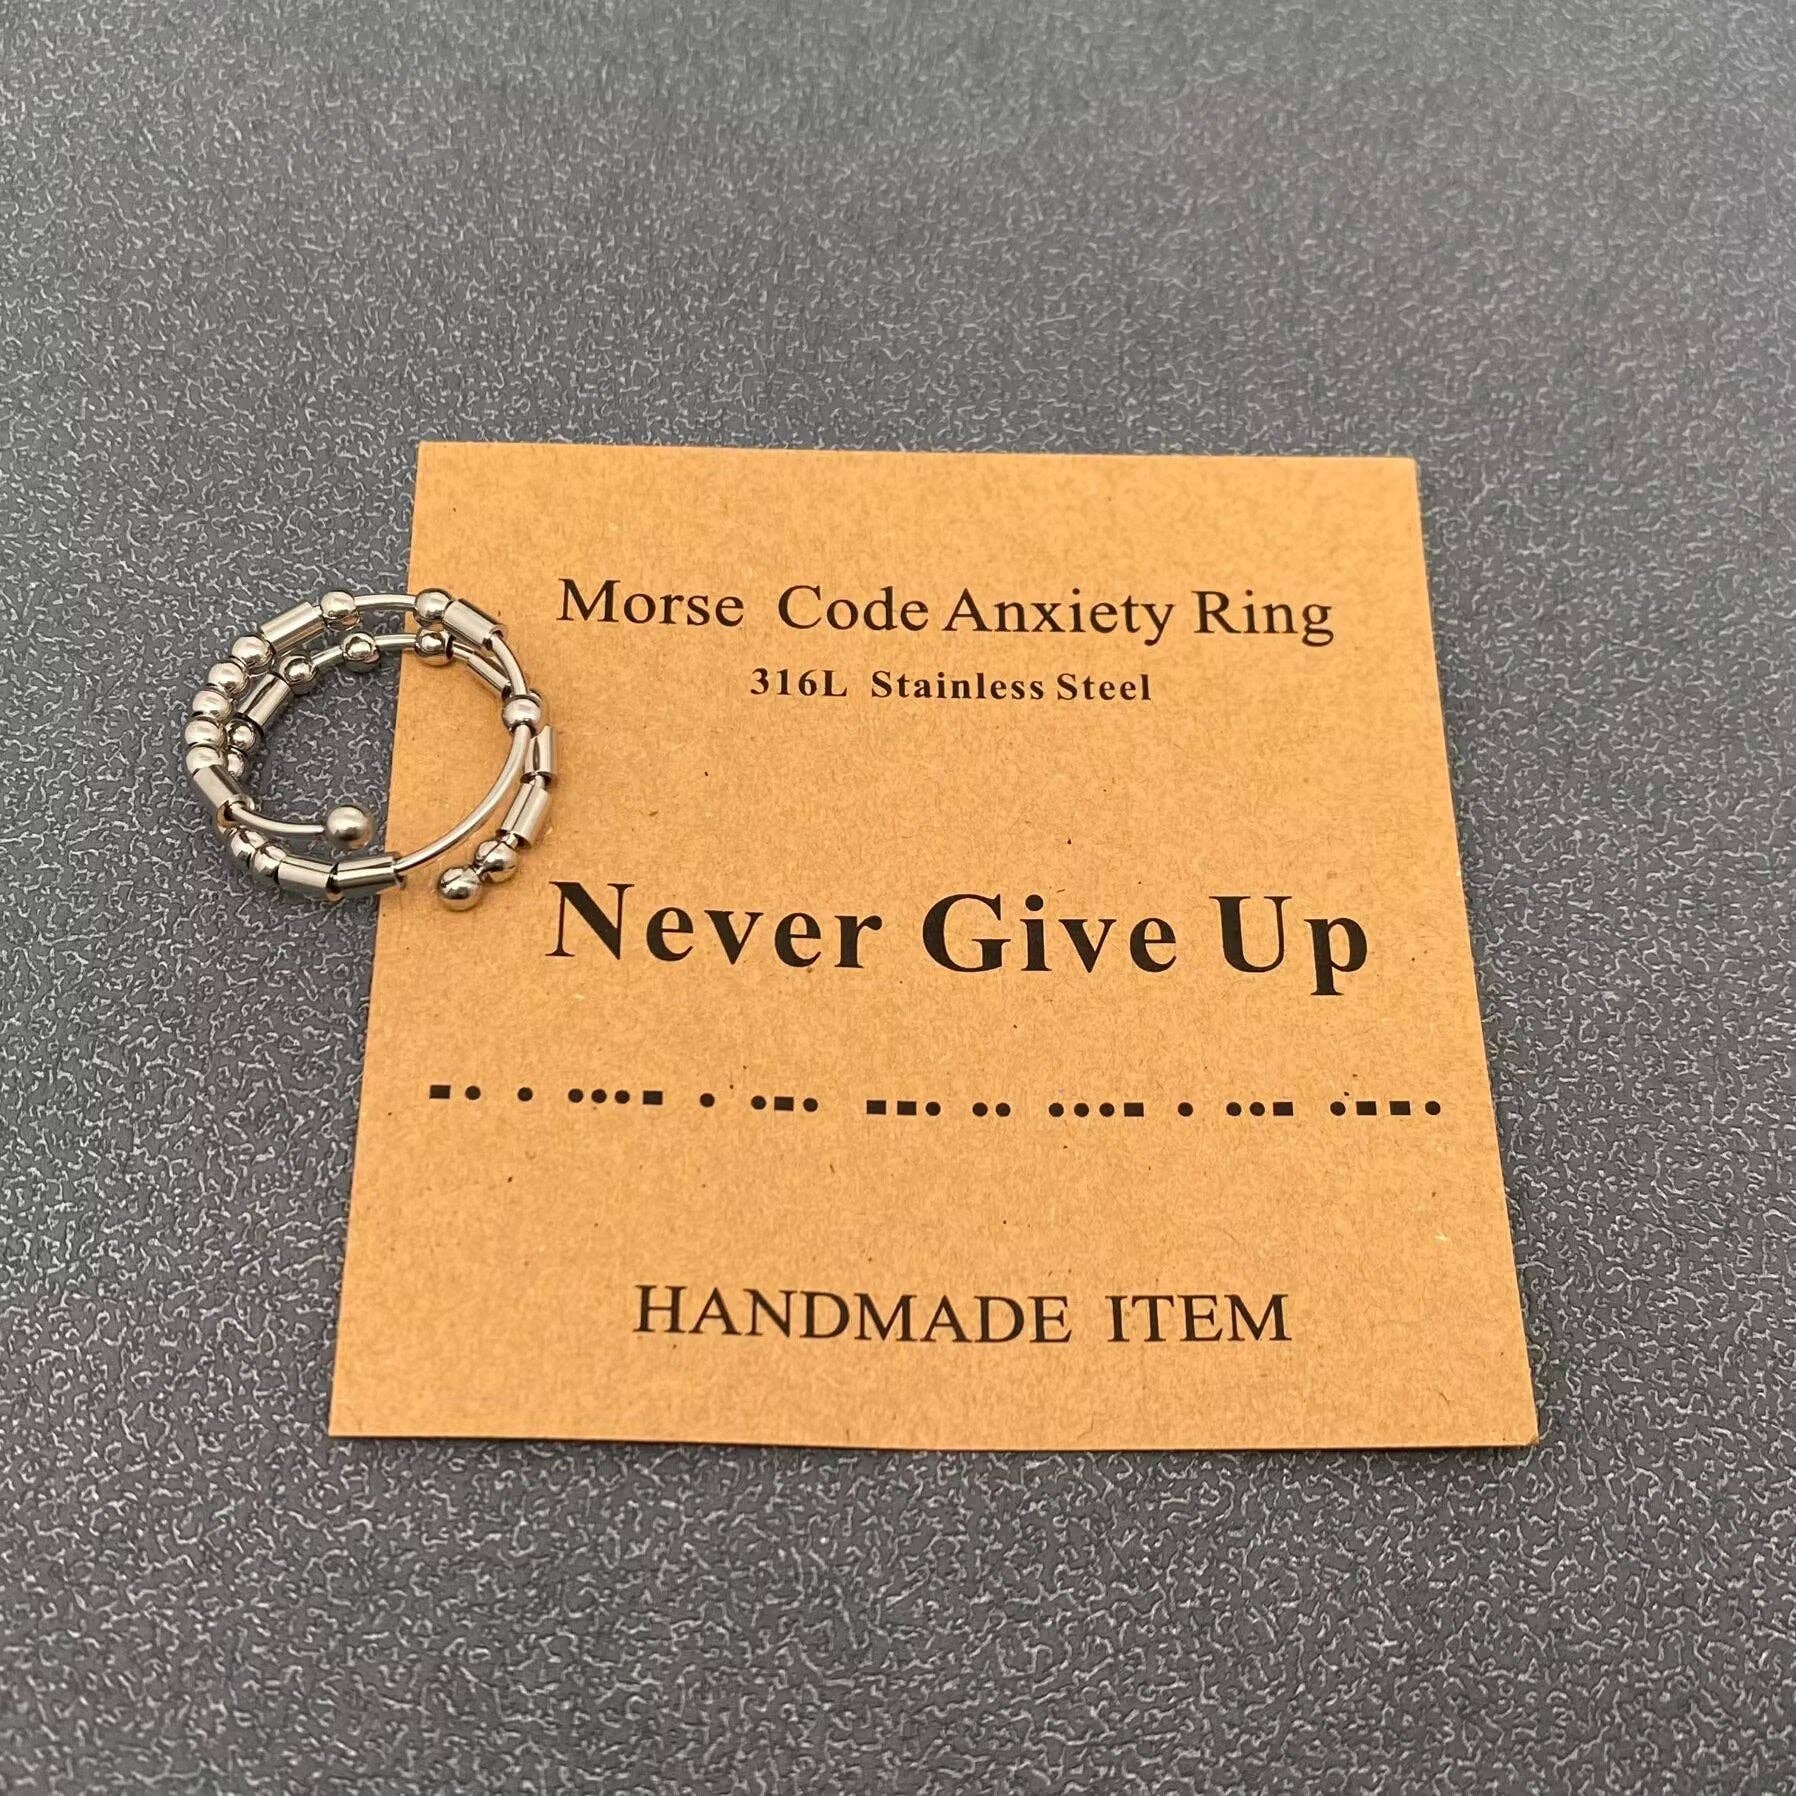 Morse Code Anxiety Ring
316L Stainless Steel
Never Give Up
-. . ...- . .-. --. .. ...- . ..- .--.
HANDMADE ITEM